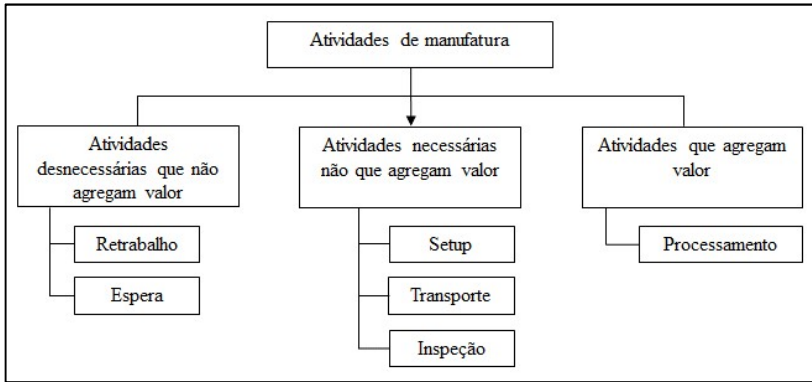 Atividades de manufatura
Atividades
desnecessárias que não
agregam valor
Retrabalho
Espera
Atividades necessárias
não que agregam valor
Setup
Transporte
Inspeção
Atividades que agregam
valor
Processamento